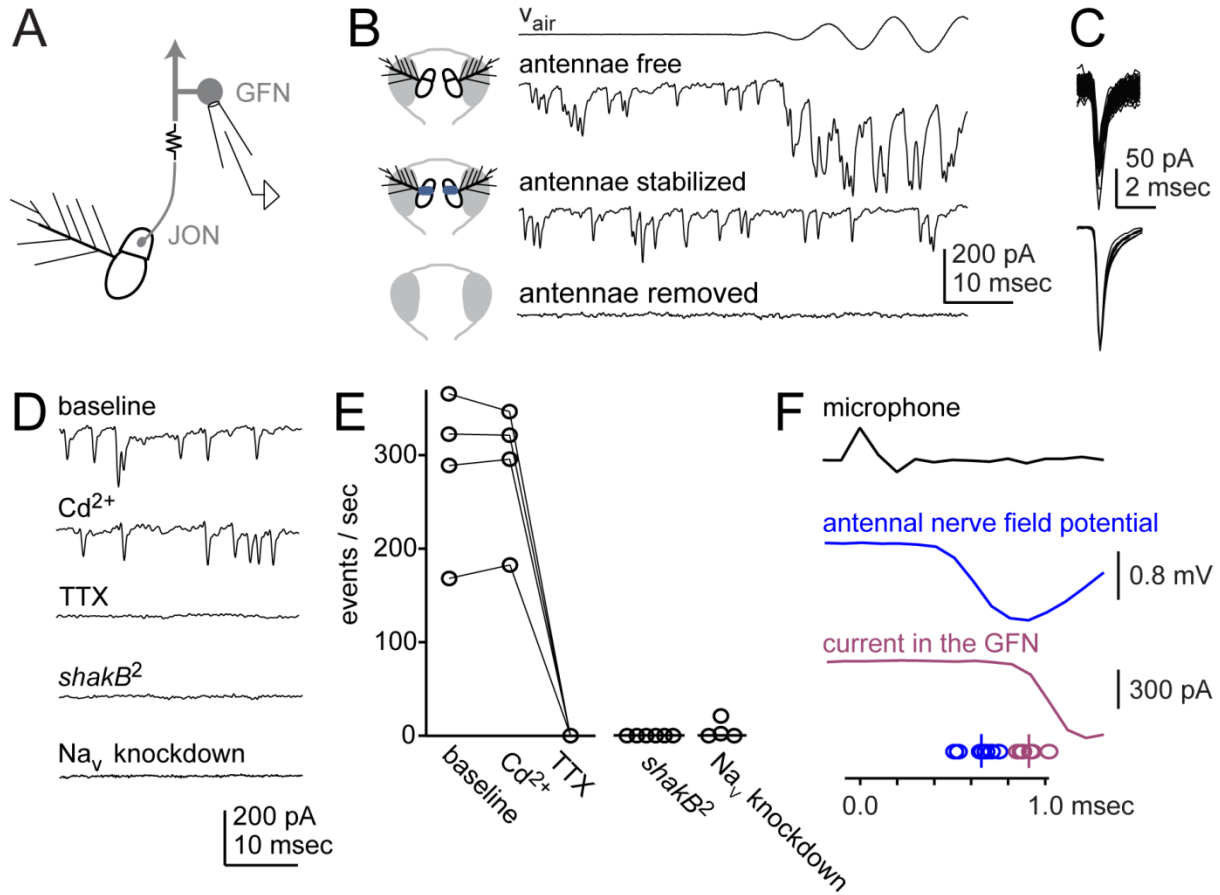 A
GFN
JON
B
v_air
antennae free
antennae stabilized
antennae removed
200 pA
10 msec
C
50 pA
2 msec
D
baseline
Cd²⁺
TTX
shakB²
Naᵥ knockdown
200 pA
10 msec
E
events / sec
300
200
100
0
baseline
Cd²⁺
TTX
shakB²
Naᵥ knockdown
F
microphone
antennal nerve field potential
0.8 mV
current in the GFN
300 pA
0.0
1.0 msec